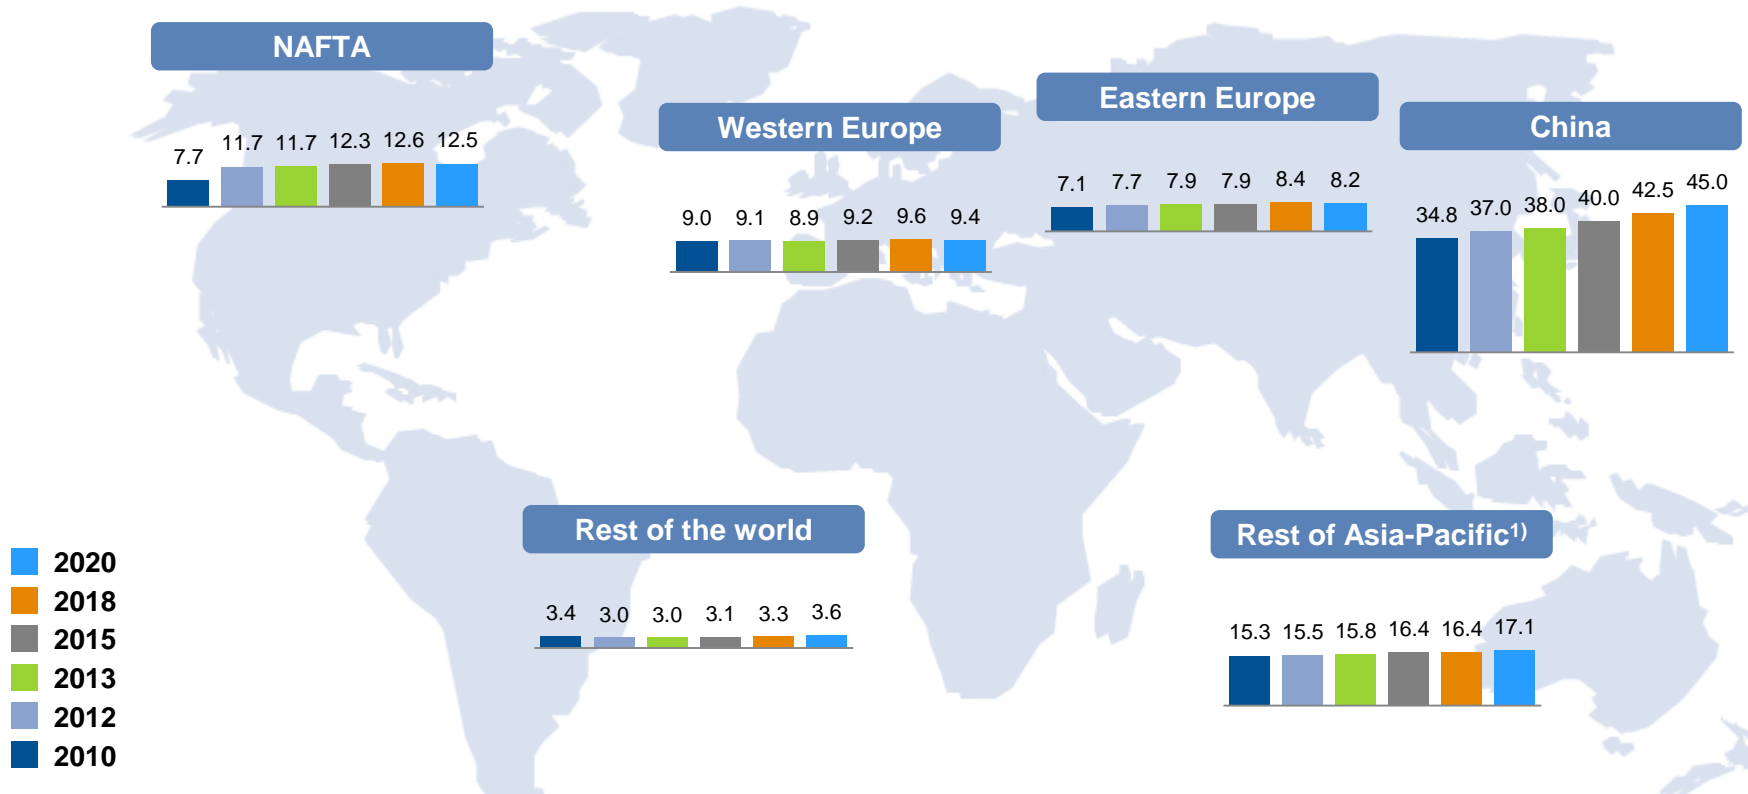 NAFTA
7.7 11.7 11.7 12.3 12.6 12.5
Western Europe
9.0 9.1 8.9 9.2 9.6 9.4
Eastern Europe
7.1 7.7 7.9 7.9 8.4 8.2
China
34.8 37.0 38.0 40.0 42.5 45.0
Rest of the world
3.4 3.0 3.0 3.1 3.3 3.6
Rest of Asia-Pacific1)
15.3 15.5 15.8 16.4 16.4 17.1
2020
2018
2015
2013
2012
2010